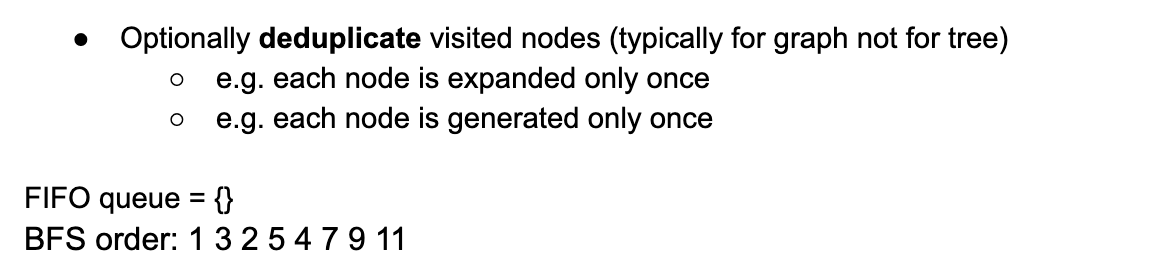 ● Optionally deduplicate visited nodes (typically for graph not for tree)
○ e.g. each node is expanded only once
○ e.g. each node is generated only once
FIFO queue = {}
BFS order: 1 3 2 5 4 7 9 11